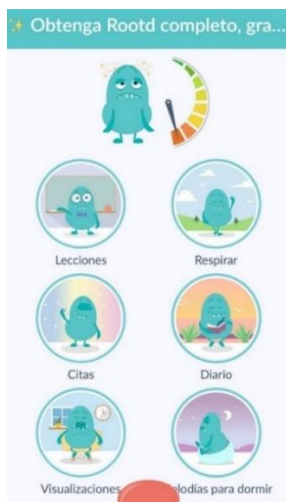 Obtenga Rootd completo, gra...
Lecciones
Respirar
Citas
Diario
Visualizaciones
elodías para dormir